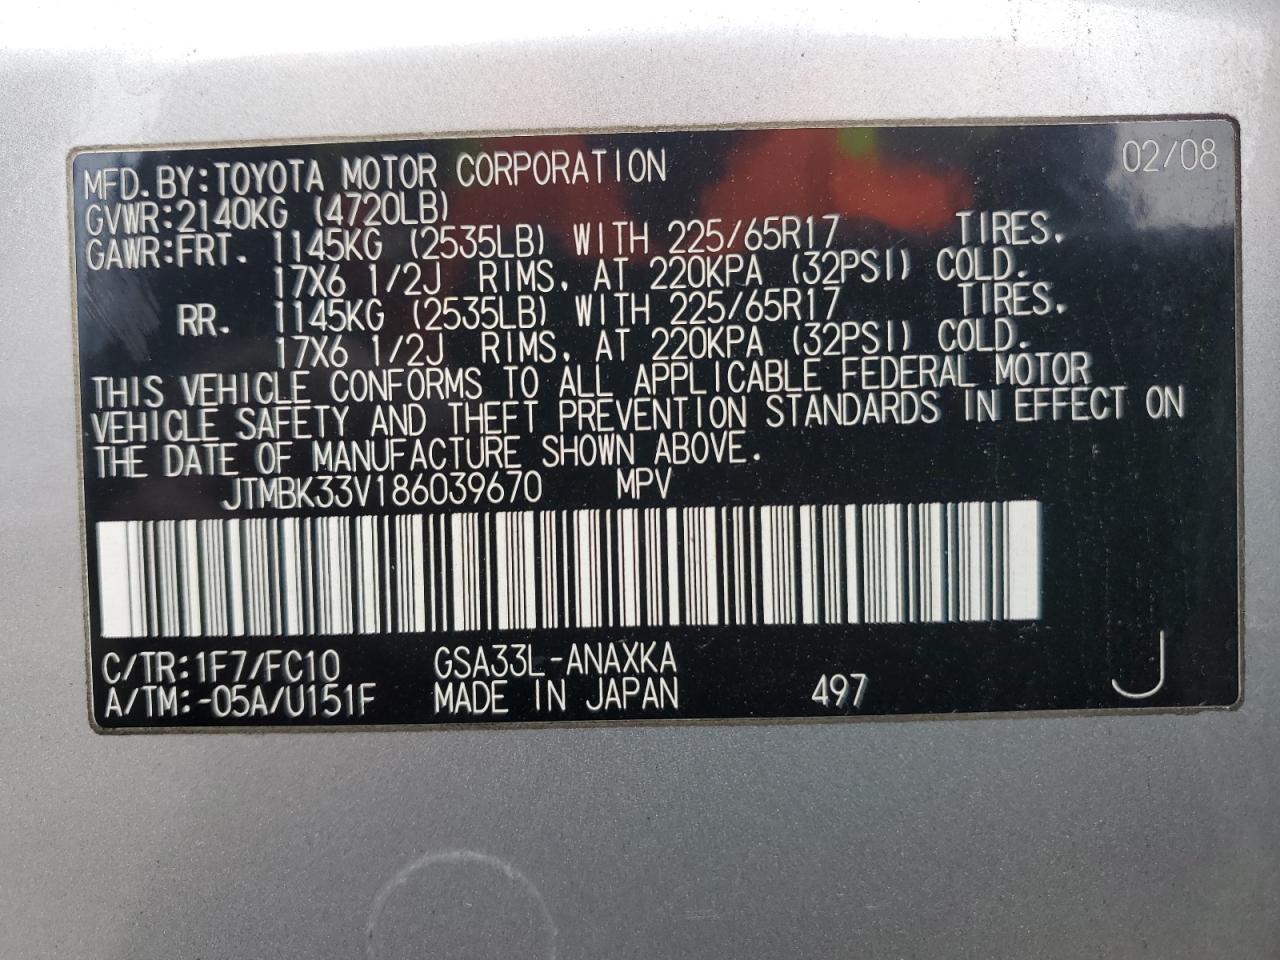 02/08
MFD.BY:TOYOTA MOTOR CORPORATION
GVWR:2140KG (4720LB)
GAWR:FRT. 1145KG (2535LB) WITH 225/65R17 TIRES.
17X6 1/2J RIMS, AT 220KPA (32PSI) COLD.
RR. 1145KG (2535LB) WITH 225/65R17 TIRES.
17X6 1/2J RIMS, AT 220KPA (32PSI) COLD.
THIS VEHICLE CONFORMS TO ALL APPLICABLE FEDERAL MOTOR
VEHICLE SAFETY AND THEFT PREVENTION STANDARDS IN EFFECT ON
THE DATE OF MANUFACTURE SHOWN ABOVE.
JTMBK33V186039670 MPV
C/TR:1F7/FC10 GSA33L-ANAXKA
A/TM:-05A/U151F MADE IN JAPAN 497 J